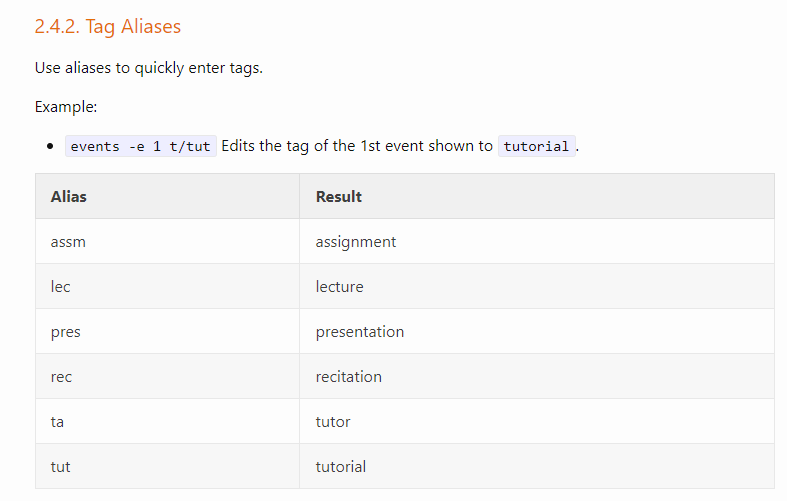 2.4.2. Tag Aliases
Use aliases to quickly enter tags.
Example:
events -e 1 t/tut Edits the tag of the 1st event shown to tutorial.
Alias Result
assm assignment
lec lecture
pres presentation
rec recitation
ta tutor
tut tutorial